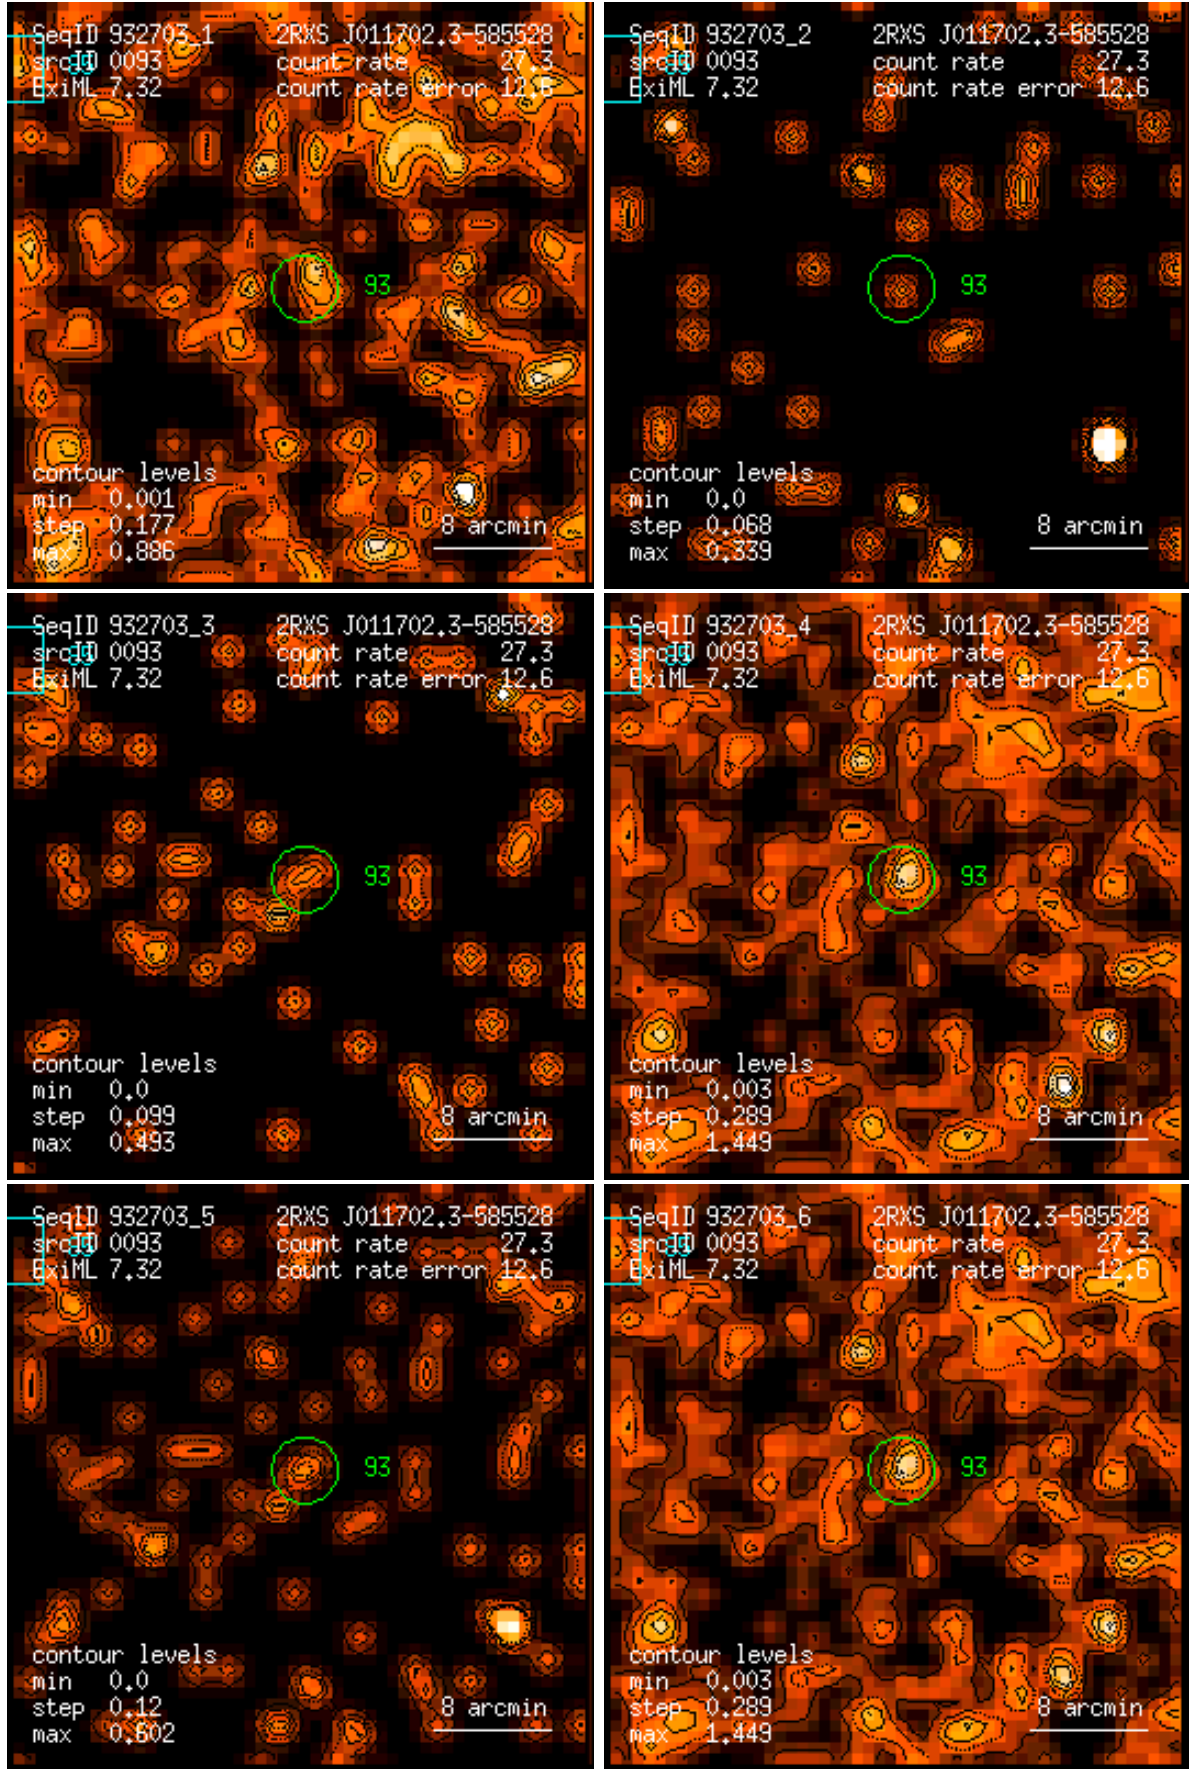 SeqID 932703_1 2RXS J011702.3-585528
srcID 0093 count rate 27.3
ExiML 7.32 count rate error 12.6
93
contour levels
min 0.001
step 0.177
max 0.886
8 arcmin
SeqID 932703_2 2RXS J011702.3-585528
srcID 0093 count rate 27.3
ExiML 7.32 count rate error 12.6
93
contour levels
min 0.0
step 0.068
max 0.339
8 arcmin
SeqID 932703_3 2RXS J011702.3-585528
srcID 0093 count rate 27.3
ExiML 7.32 count rate error 12.6
93
contour levels
min 0.0
step 0.099
max 0.493
8 arcmin
SeqID 932703_4 2RXS J011702.3-585528
srcID 0093 count rate 27.3
ExiML 7.32 count rate error 12.6
93
contour levels
min 0.003
step 0.289
max 1.449
8 arcmin
SeqID 932703_5 2RXS J011702.3-585528
srcID 0093 count rate 27.3
ExiML 7.32 count rate error 12.6
93
contour levels
min 0.0
step 0.12
max 0.602
8 arcmin
SeqID 932703_6 2RXS J011702.3-585528
srcID 0093 count rate 27.3
ExiML 7.32 count rate error 12.6
93
contour levels
min 0.003
step 0.289
max 1.449
8 arcmin